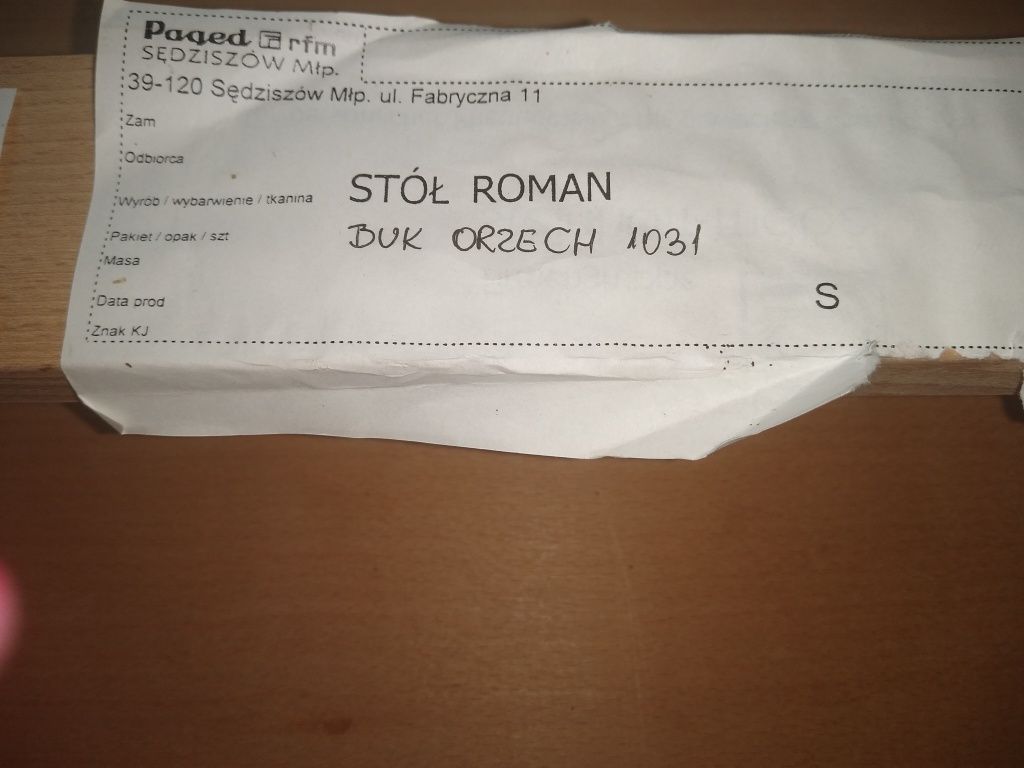 Paged rfm
SĘDZISZÓW Młp.
39-120 Sędziszów Młp. ul. Fabryczna 11
Zam
Odbiorca
Wyrób / wybarwienie / tkanina STÓŁ ROMAN
Pakiet / opak / szt BUK ORZECH 1031
Masa
Data prod S
Znak KJ